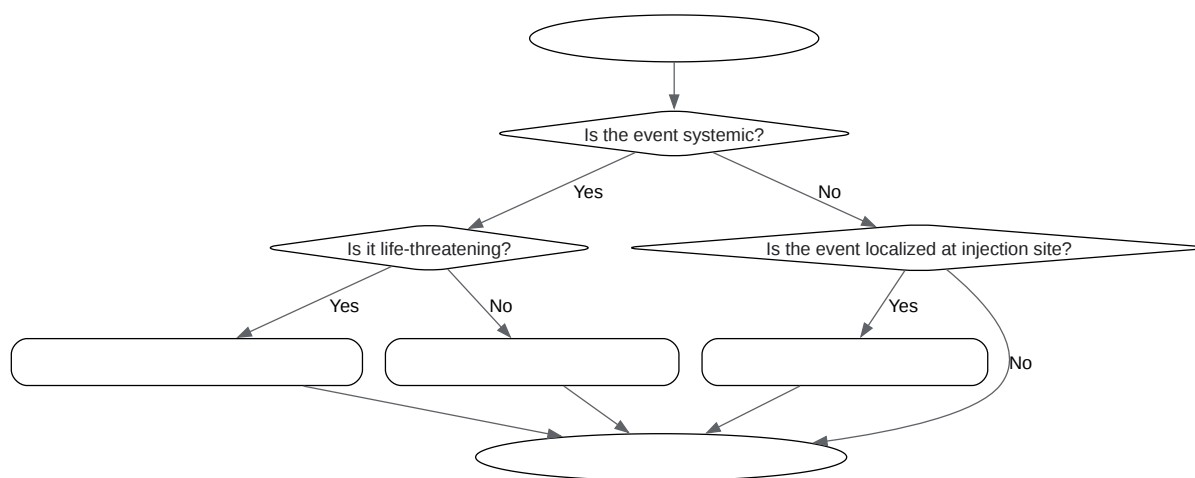 Is the event systemic?
Yes
No
Is it life-threatening?
Is the event localized at injection site?
Yes
No
Yes
No